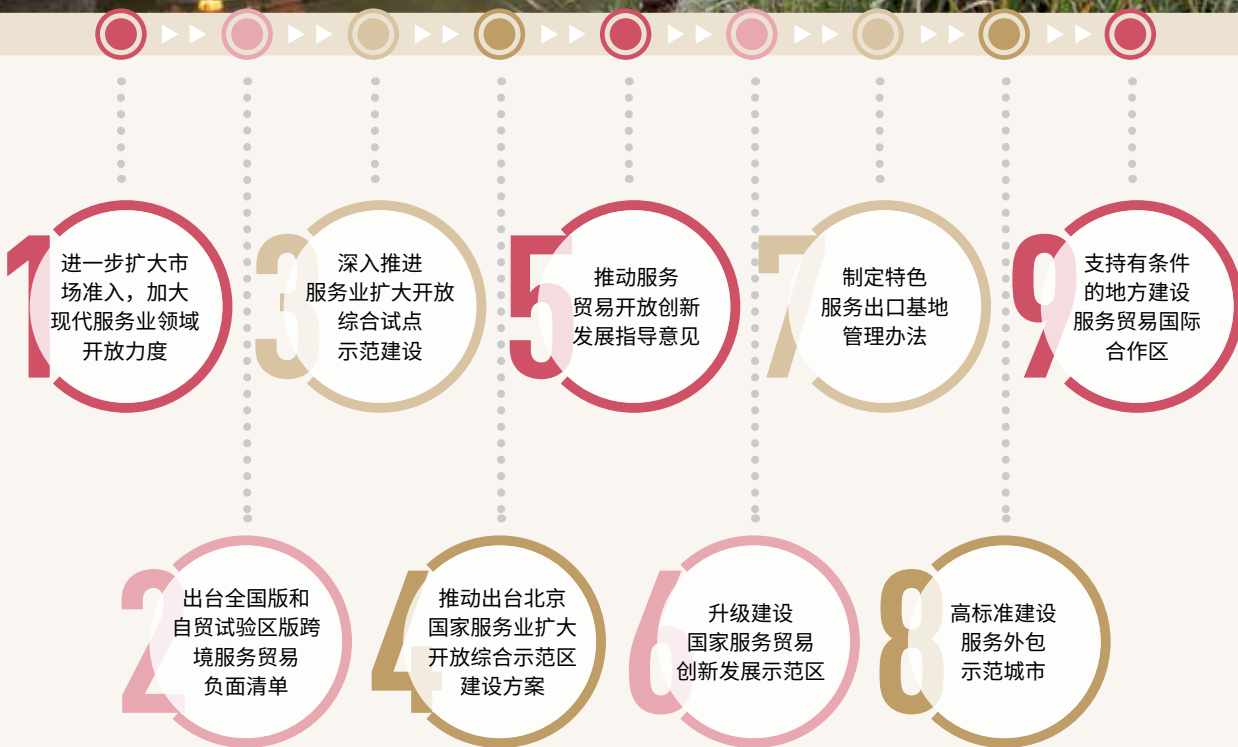 1
进一步扩大市
场准入，加大
现代服务业领域
开放力度
2
出台全国版和
自贸试验区版跨
境服务贸易
负面清单
3
深入推进
服务业扩大开放
综合试点
示范建设
4
推动出台北京
国家服务业扩大
开放综合示范区
建设方案
5
推动服务
贸易开放创新
发展指导意见
6
升级建设
国家服务贸易
创新发展示范区
7
制定特色
服务出口基地
管理办法
8
高标准建设
服务外包
示范城市
9
支持有条件
的地方建设
服务贸易国际
合作区